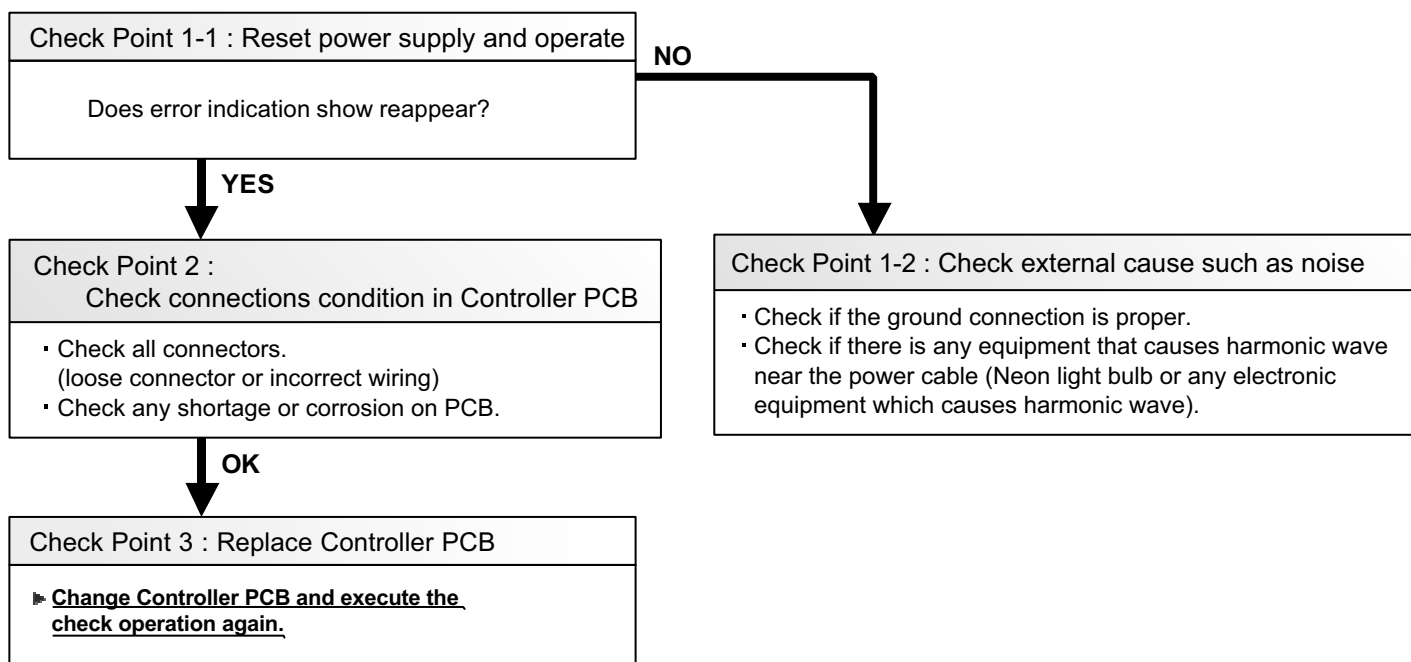 Check Point 1-1 : Reset power supply and operate
Does error indication show reappear?
NO
YES
Check Point 2 :
Check connections condition in Controller PCB
· Check all connectors.
(loose connector or incorrect wiring)
· Check any shortage or corrosion on PCB.
Check Point 1-2 : Check external cause such as noise
· Check if the ground connection is proper.
· Check if there is any equipment that causes harmonic wave
near the power cable (Neon light bulb or any electronic
equipment which causes harmonic wave).
OK
Check Point 3 : Replace Controller PCB
Change Controller PCB and execute the
check operation again.